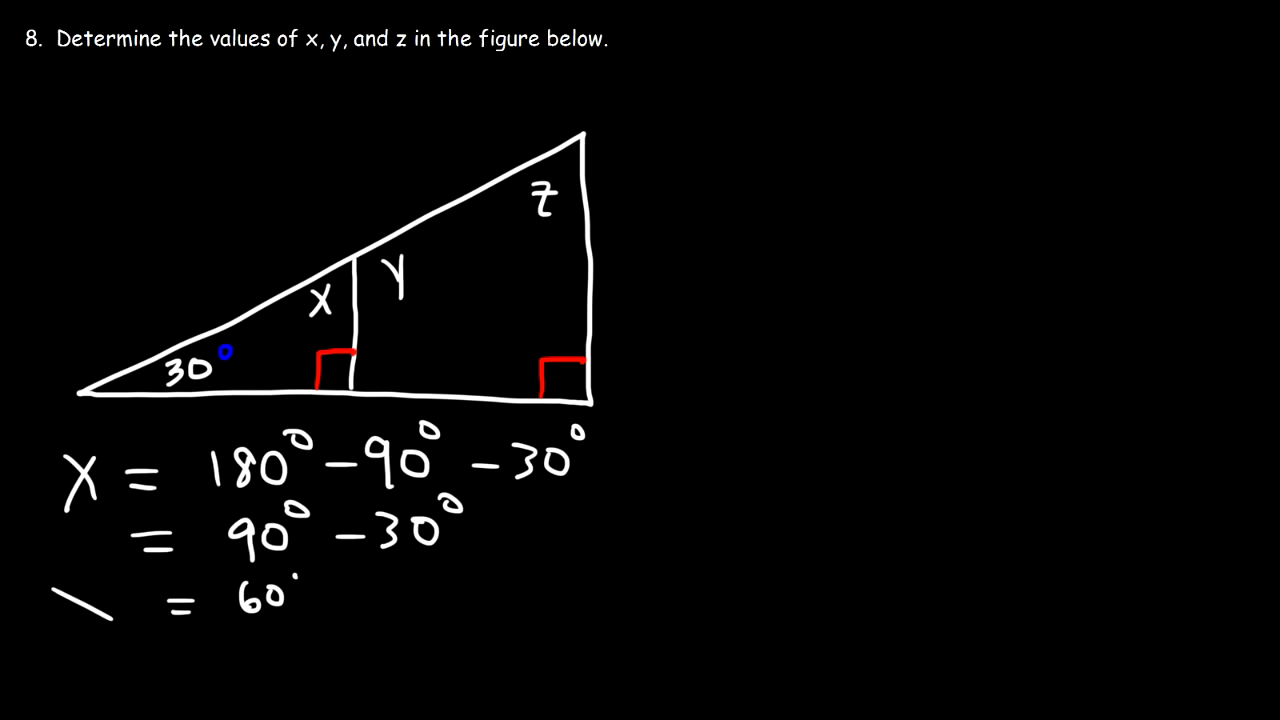 8. Determine the values of x, y, and z in the figure below.
z
y
x
30°
x = 180° - 90° - 30°
= 90° - 30°
\ = 60°